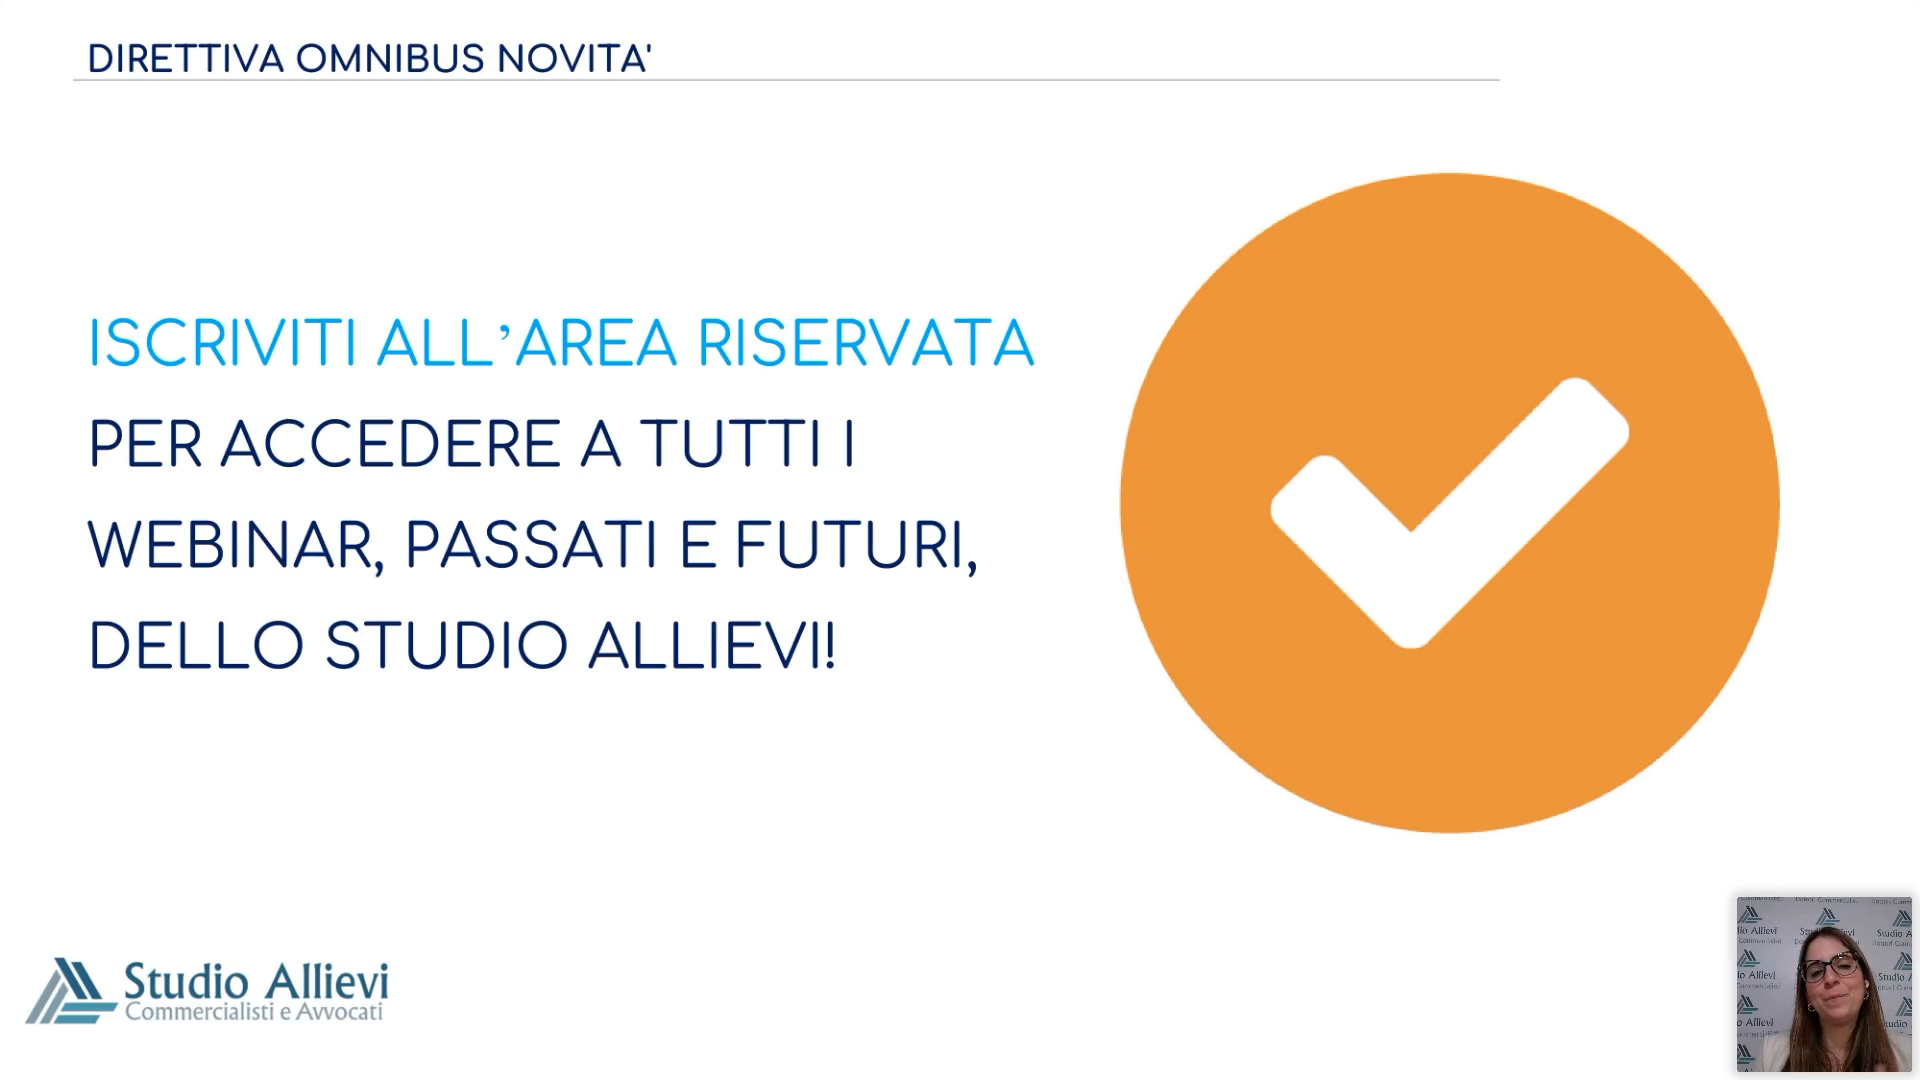 DIRETTIVA OMNIBUS NOVITA'
ISCRIVITI ALL’AREA RISERVATA
PER ACCEDERE A TUTTI I
WEBINAR, PASSATI E FUTURI,
DELLO STUDIO ALLIEVI!
Studio Allievi
Commercialisti e Avvocati